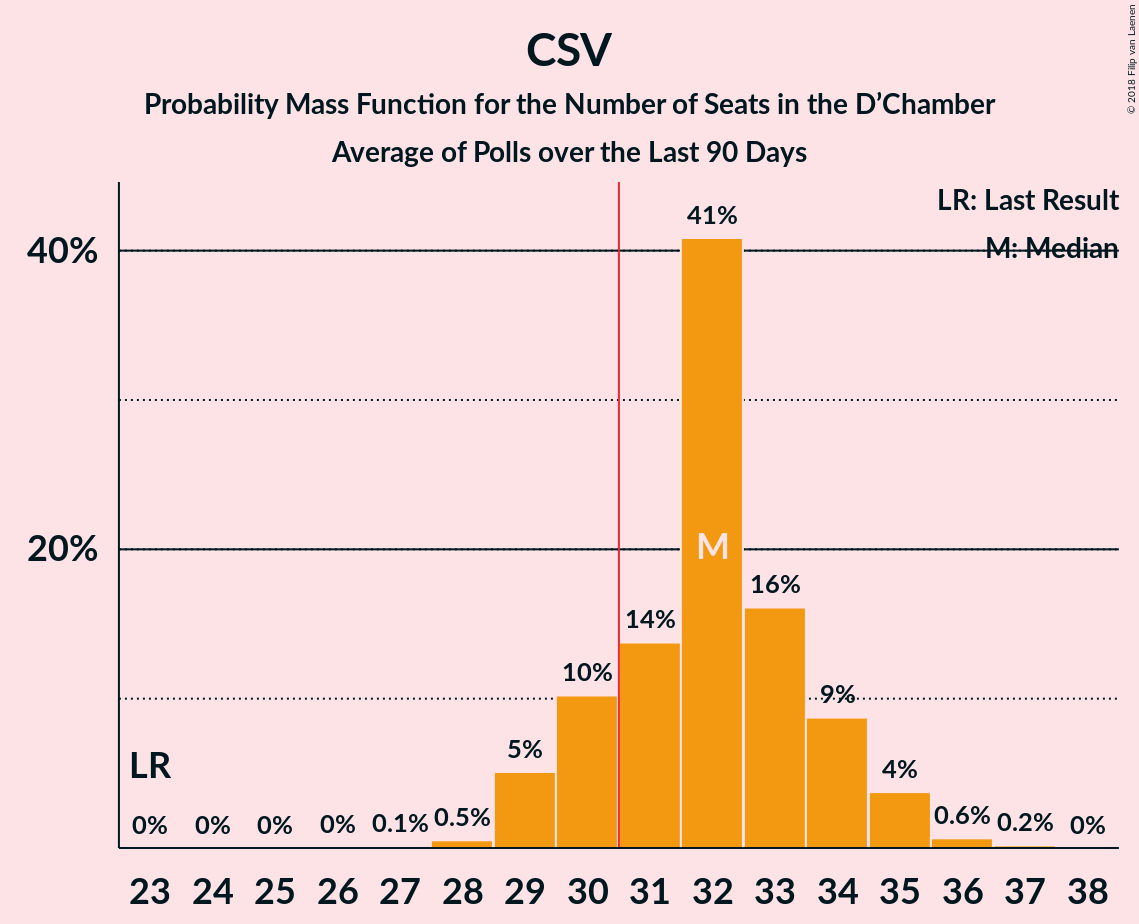 CSV
Probability Mass Function for the Number of Seats in the D’Chamber
Average of Polls over the Last 90 Days
© 2018 Filip van Laenen
LR: Last Result
M: Median
40%
20%
41%
M
16%
14%
10%
9%
5%
4%
LR
0% 0% 0% 0% 0.1% 0.5% 0.6% 0.2% 0%
23 24 25 26 27 28 29 30 31 32 33 34 35 36 37 38